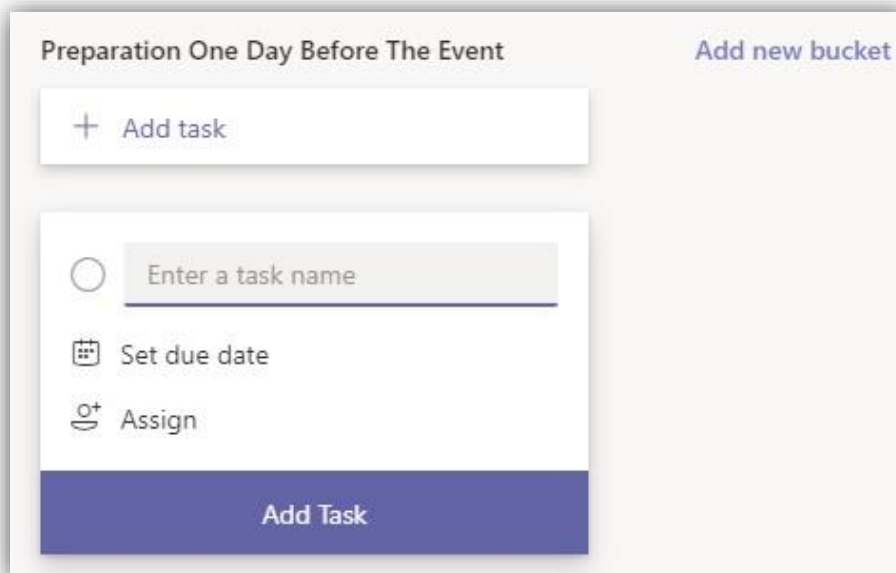 Preparation One Day Before The Event
Add new bucket
+ Add task
Enter a task name
Set due date
Assign
Add Task